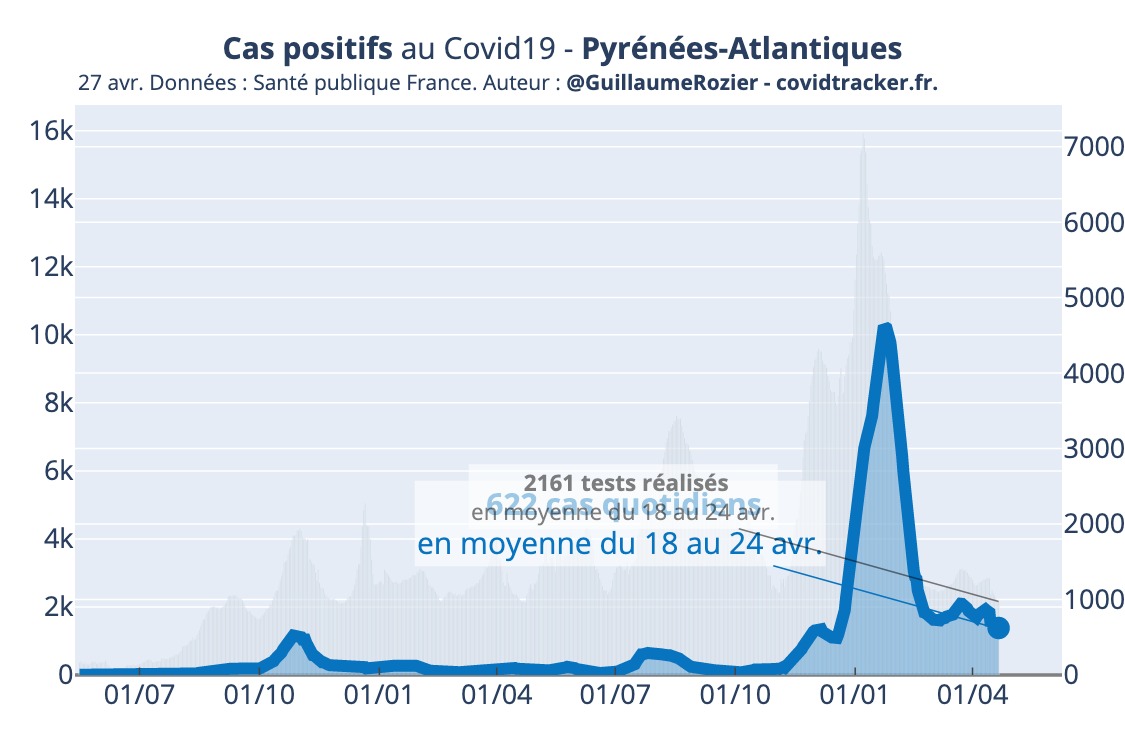 Cas positifs au Covid19 - Pyrénées-Atlantiques
27 avr. Données : Santé publique France. Auteur : @GuillaumeRozier - covidtracker.fr.
16k
14k
12k
10k
8k
6k
4k
2k
0
7000
6000
5000
4000
3000
2000
1000
0
2161 tests réalisés
en moyenne du 18 au 24 avr.
622 cas quotidiens
en moyenne du 18 au 24 avr.
01/07 01/10 01/01 01/04 01/07 01/10 01/01 01/04